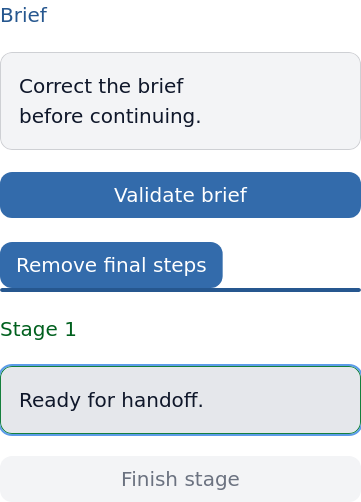 Brief
Correct the brief
before continuing.
Validate brief
Remove final steps
Stage 1
Ready for handoff.
Finish stage